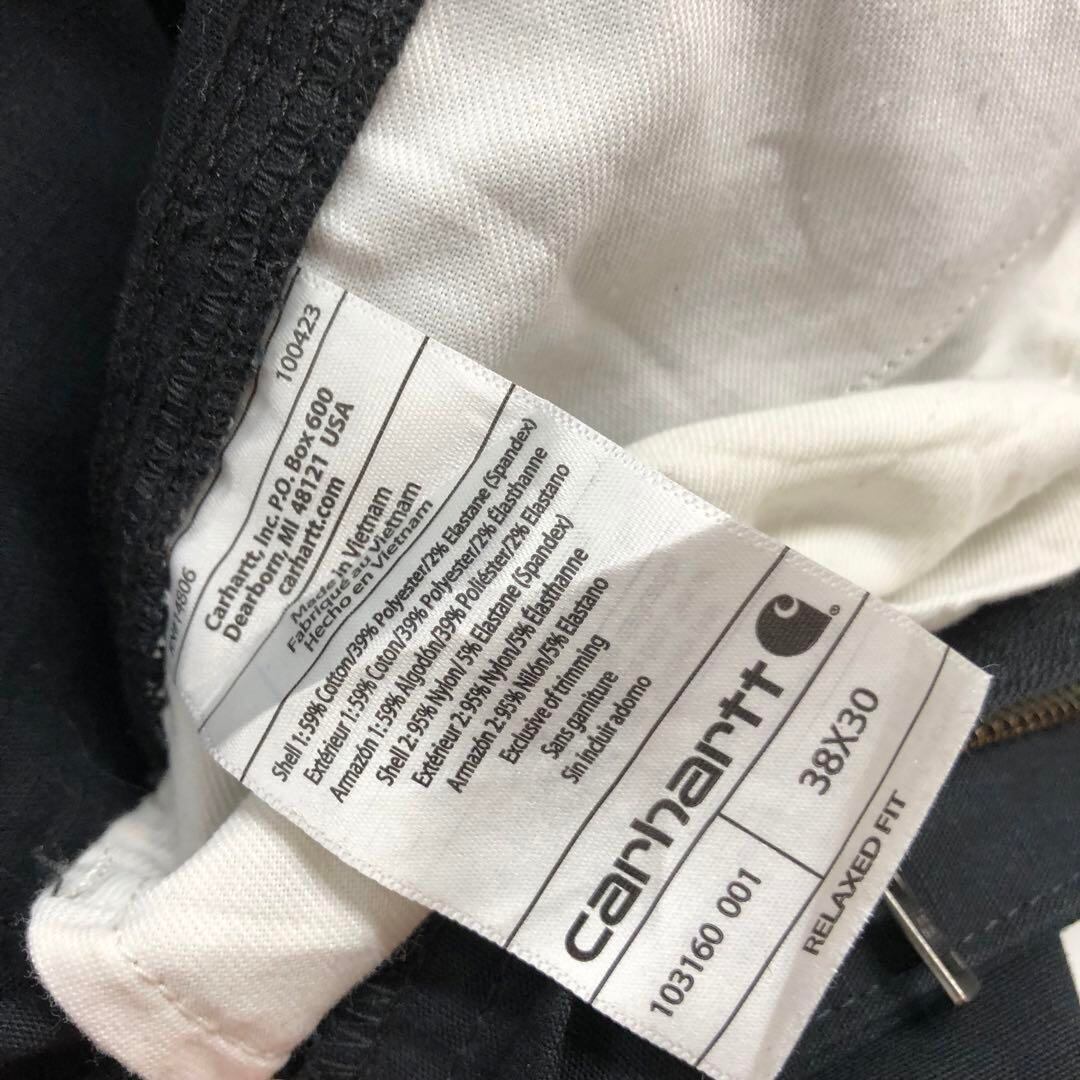 100423
Carhartt, Inc. P.O. Box 600
Dearborn, MI 48121 USA
carhartt.com
14806
Made in Vietnam
Fabriqué au Vietnam
Hecho en Vietnam
Shell 1: 59% Cotton/39% Polyester/2% Elastane (Spandex)
Extérieur 1: 59% Coton/39% Polyester/2% Élasthanne
Armazón 1: 59% Algodón/39% Poliéster/2% Elastano
Shell 2: 95% Nylon/5% Elastane (Spandex)
Extérieur 2: 95% Nylon/5% Élasthanne
Armazón 2: 95% Nilón/5% Elastano
Exclusive of trimming
Sans garniture
Sin incluir adorno
carhartt®
103160 001
38X30
RELAXED FIT